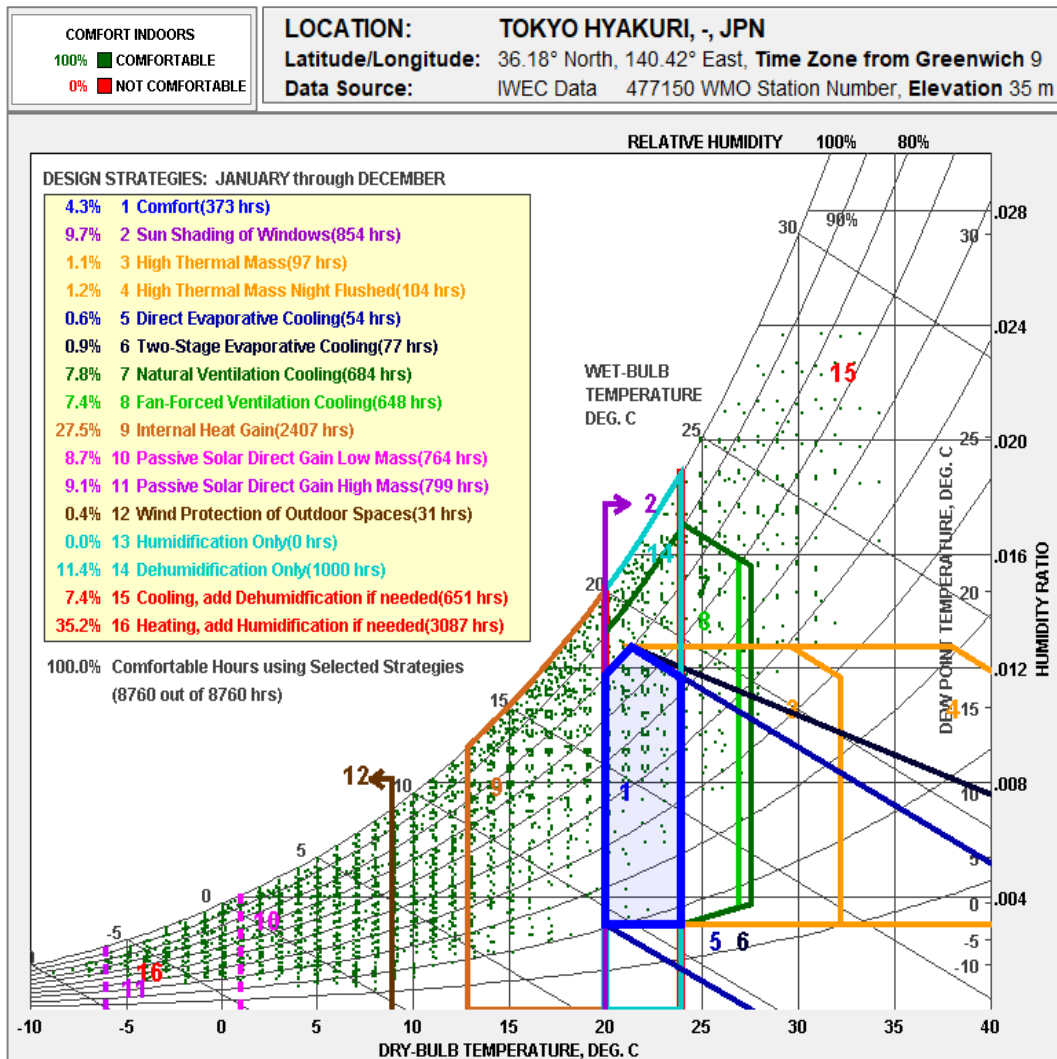 COMFORT INDOORS
100% COMFORTABLE
0% NOT COMFORTABLE
LOCATION: TOKYO HYAKURI, -, JPN
Latitude/Longitude: 36.18° North, 140.42° East, Time Zone from Greenwich 9
Data Source: IWEC Data 477150 WMO Station Number, Elevation 35 m
RELATIVE HUMIDITY 100% 80%
DESIGN STRATEGIES: JANUARY through DECEMBER
4.3% 1 Comfort(373 hrs)
9.7% 2 Sun Shading of Windows(854 hrs)
1.1% 3 High Thermal Mass(97 hrs)
1.2% 4 High Thermal Mass Night Flushed(104 hrs)
0.6% 5 Direct Evaporative Cooling(54 hrs)
0.9% 6 Two-Stage Evaporative Cooling(77 hrs)
7.8% 7 Natural Ventilation Cooling(684 hrs)
7.4% 8 Fan-Forced Ventilation Cooling(648 hrs)
27.5% 9 Internal Heat Gain(2407 hrs)
8.7% 10 Passive Solar Direct Gain Low Mass(764 hrs)
9.1% 11 Passive Solar Direct Gain High Mass(799 hrs)
0.4% 12 Wind Protection of Outdoor Spaces(31 hrs)
0.0% 13 Humidification Only(0 hrs)
11.4% 14 Dehumidification Only(1000 hrs)
7.4% 15 Cooling, add Dehumidfication if needed(651 hrs)
35.2% 16 Heating, add Humidification if needed(3087 hrs)
100.0% Comfortable Hours using Selected Strategies
(8760 out of 8760 hrs)
90%
WET-BULB
TEMPERATURE
DEG. C
30
25
20
15
10
5
0
-5
1
2
3
4
5
6
7
8
9
10
11
12
14
15
16
DEW POINT TEMPERATURE, DEG. C
30
25
20
15
10
5
0
-5
-10
HUMIDITY RATIO
.028
.024
.020
.016
.012
.008
.004
-10 -5 0 5 10 15 20 25 30 35 40
DRY-BULB TEMPERATURE, DEG. C